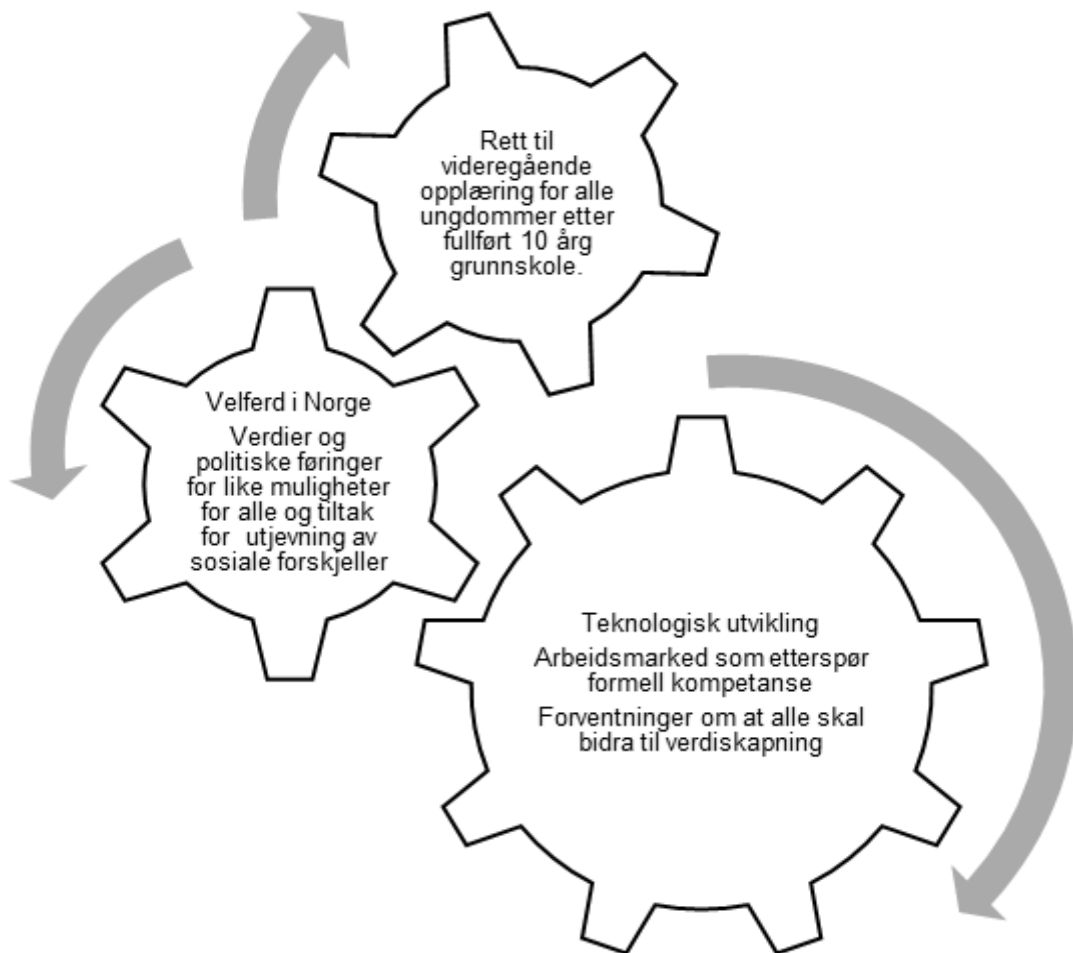 Rett til
videregående
opplæring for alle
ungdommer etter
fullført 10 årg
grunnskole.
Velferd i Norge
Verdier og
politiske føringer
for like muligheter
for alle og tiltak
for utjevning av
sosiale forskjeller
Teknologisk utvikling
Arbeidsmarked som etterspør
formell kompetanse
Forventninger om at alle skal
bidra til verdiskapning